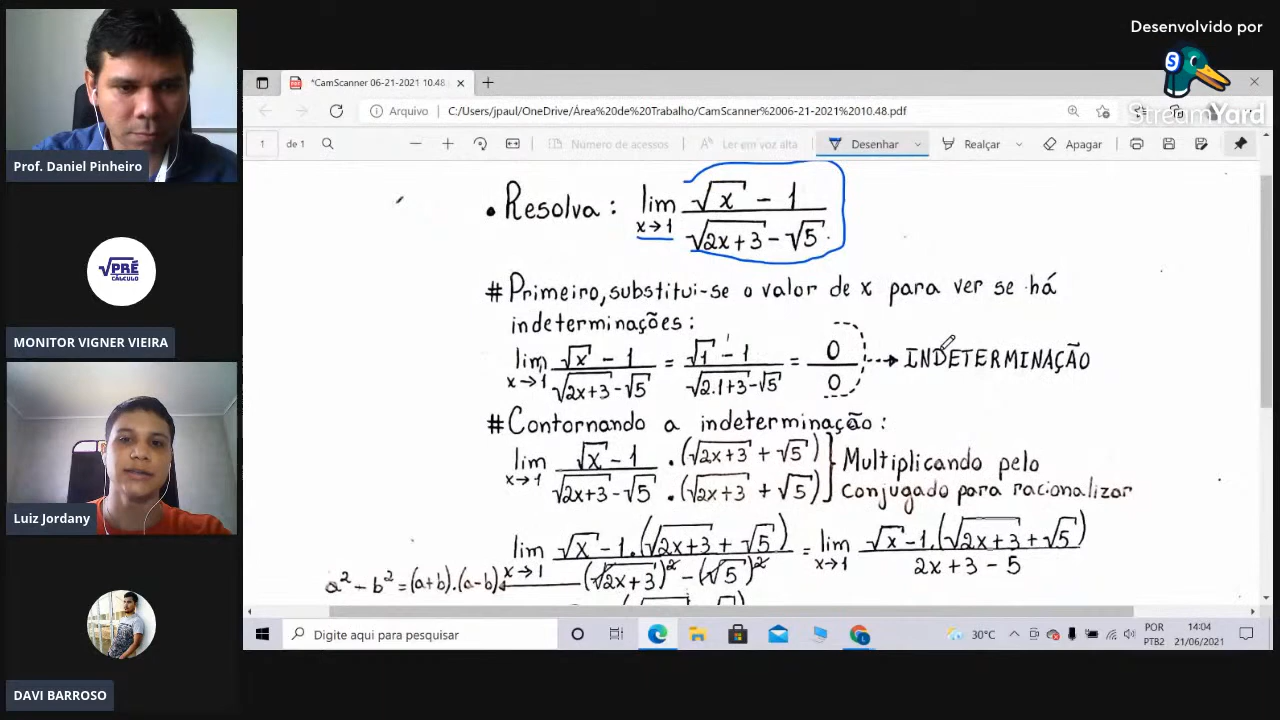 Desenvolvido por
S
StreamYard
Prof. Daniel Pinheiro
√PRÉ
CÁLCULO
MONITOR VIGNER VIEIRA
Luiz Jordany
DAVI BARROSO
*CamScanner 06-21-2021 10.48.
Arquivo C:/Users/jpaul/OneDrive/Área%20de%20Trabalho/CamScanner%2006-21-2021%2010.48.pdf
1 de 1 Número de acessos Ler em voz alta Desenhar Realçar Apagar
• Resolva: lim x→1 (√x - 1)/(√2x+3 - √5)
# Primeiro, substitui-se o valor de x para ver se há
indeterminações:
lim x→1 (√x - 1)/(√2x+3 - √5) = (√1 - 1)/(√2.1+3 - √5) = 0/0 → INDETERMINAÇÃO
# Contornando a indeterminação:
lim x→1 (√x - 1)/(√2x+3 - √5) . (√2x+3 + √5)/(√2x+3 + √5) } Multiplicando pelo
conjugado para racionalizar
lim x→1 √x - 1.(√2x+3 + √5)/(√2x+3)² - (√5)² = lim x→1 √x - 1.(√2x+3 + √5)/2x+3 - 5
a² - b² = (a+b).(a-b)
Digite aqui para pesquisar
30°C
POR
PTB2
14:04
21/06/2021